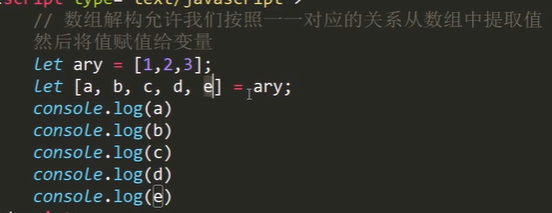 script type="text/javascript">
// 数组解构允许我们按照一一对应的关系从数组中提取值
然后将值赋值给变量
let ary = [1,2,3];
let [a, b, c, d, e] = ary;
console.log(a)
console.log(b)
console.log(c)
console.log(d)
console.log(e)